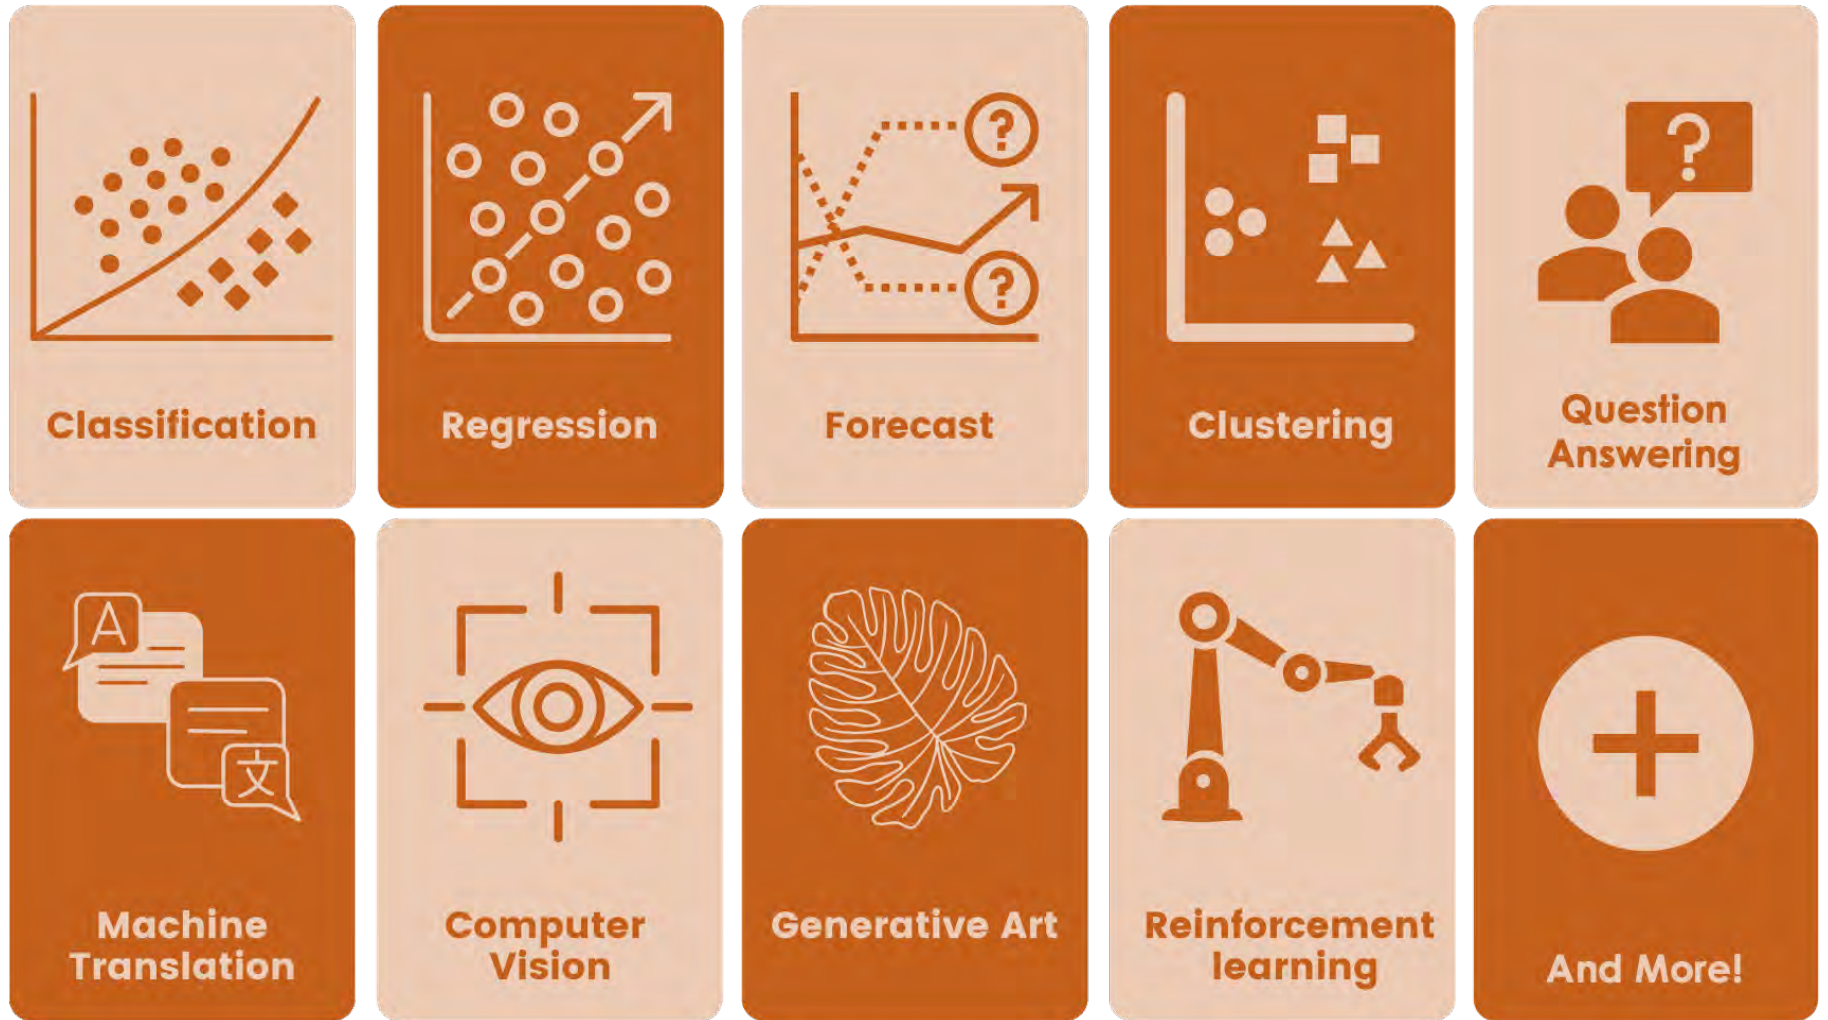 Classification
Regression
Forecast
Clustering
?
Question
Answering
?
?
A
文
Machine
Translation
Computer
Vision
Generative Art
Reinforcement
learning
And More!